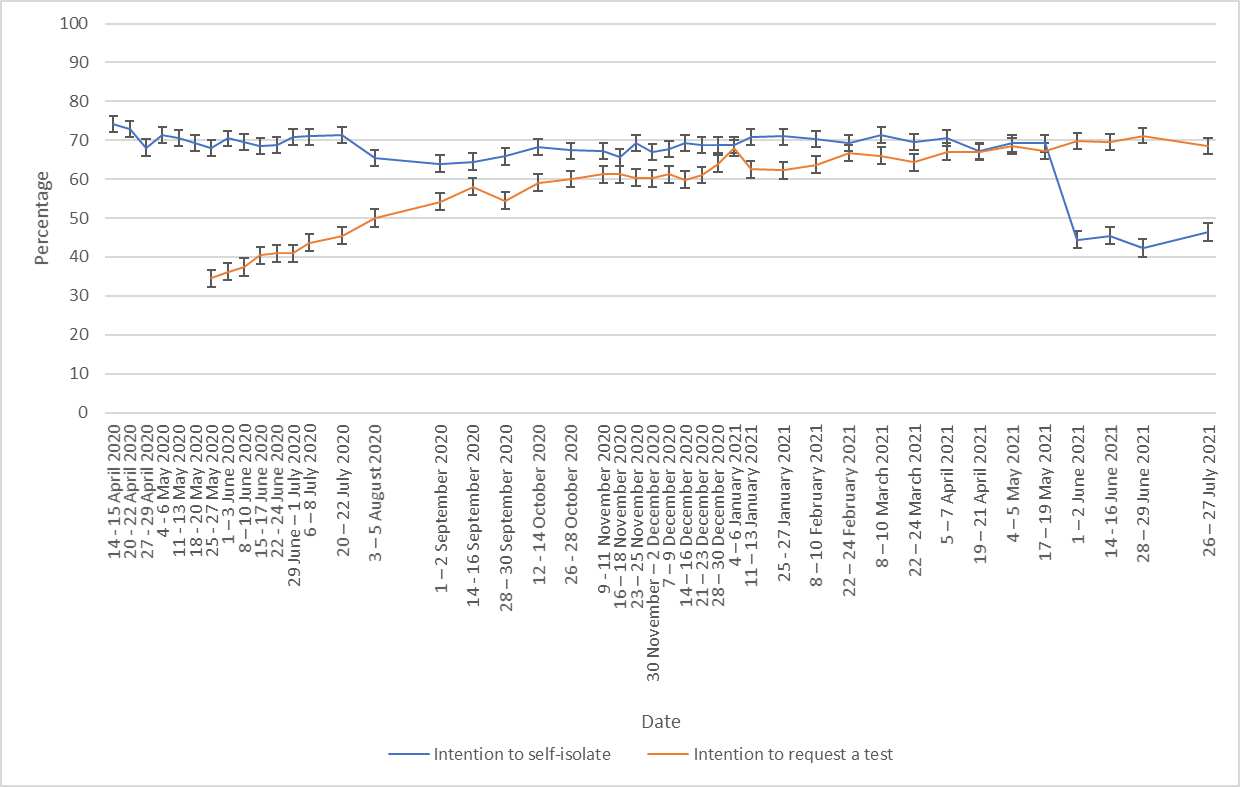 100
90
80
70
60
50
40
30
20
10
0
Percentage
14 - 15 April 2020
20 - 22 April 2020
27 - 29 April 2020
4 - 6 May 2020
11 - 13 May 2020
18 - 20 May 2020
25 - 27 May 2020
1 – 3 June 2020
8 – 10 June 2020
15 - 17 June 2020
22 - 24 June 2020
29 June – 1 July 2020
6 – 8 July 2020
20 – 22 July 2020
3 – 5 August 2020
1 – 2 September 2020
14 - 16 September 2020
28 – 30 September 2020
12 - 14 October 2020
26 - 28 October 2020
9 - 11 November 2020
16 – 18 November 2020
23 – 25 November 2020
30 November – 2 December 2020
7 – 9 December 2020
14 – 16 December 2020
21 – 23 December 2020
28 – 30 December 2020
4 – 6 January 2021
11 – 13 January 2021
25 - 27 January 2021
8 – 10 February 2021
22 – 24 February 2021
8 – 10 March 2021
22 – 24 March 2021
5 – 7 April 2021
19 – 21 April 2021
4 – 5 May 2021
17 – 19 May 2021
1 – 2 June 2021
14 - 16 June 2021
28 – 29 June 2021
26 – 27 July 2021
Date
Intention to self-isolate
Intention to request a test